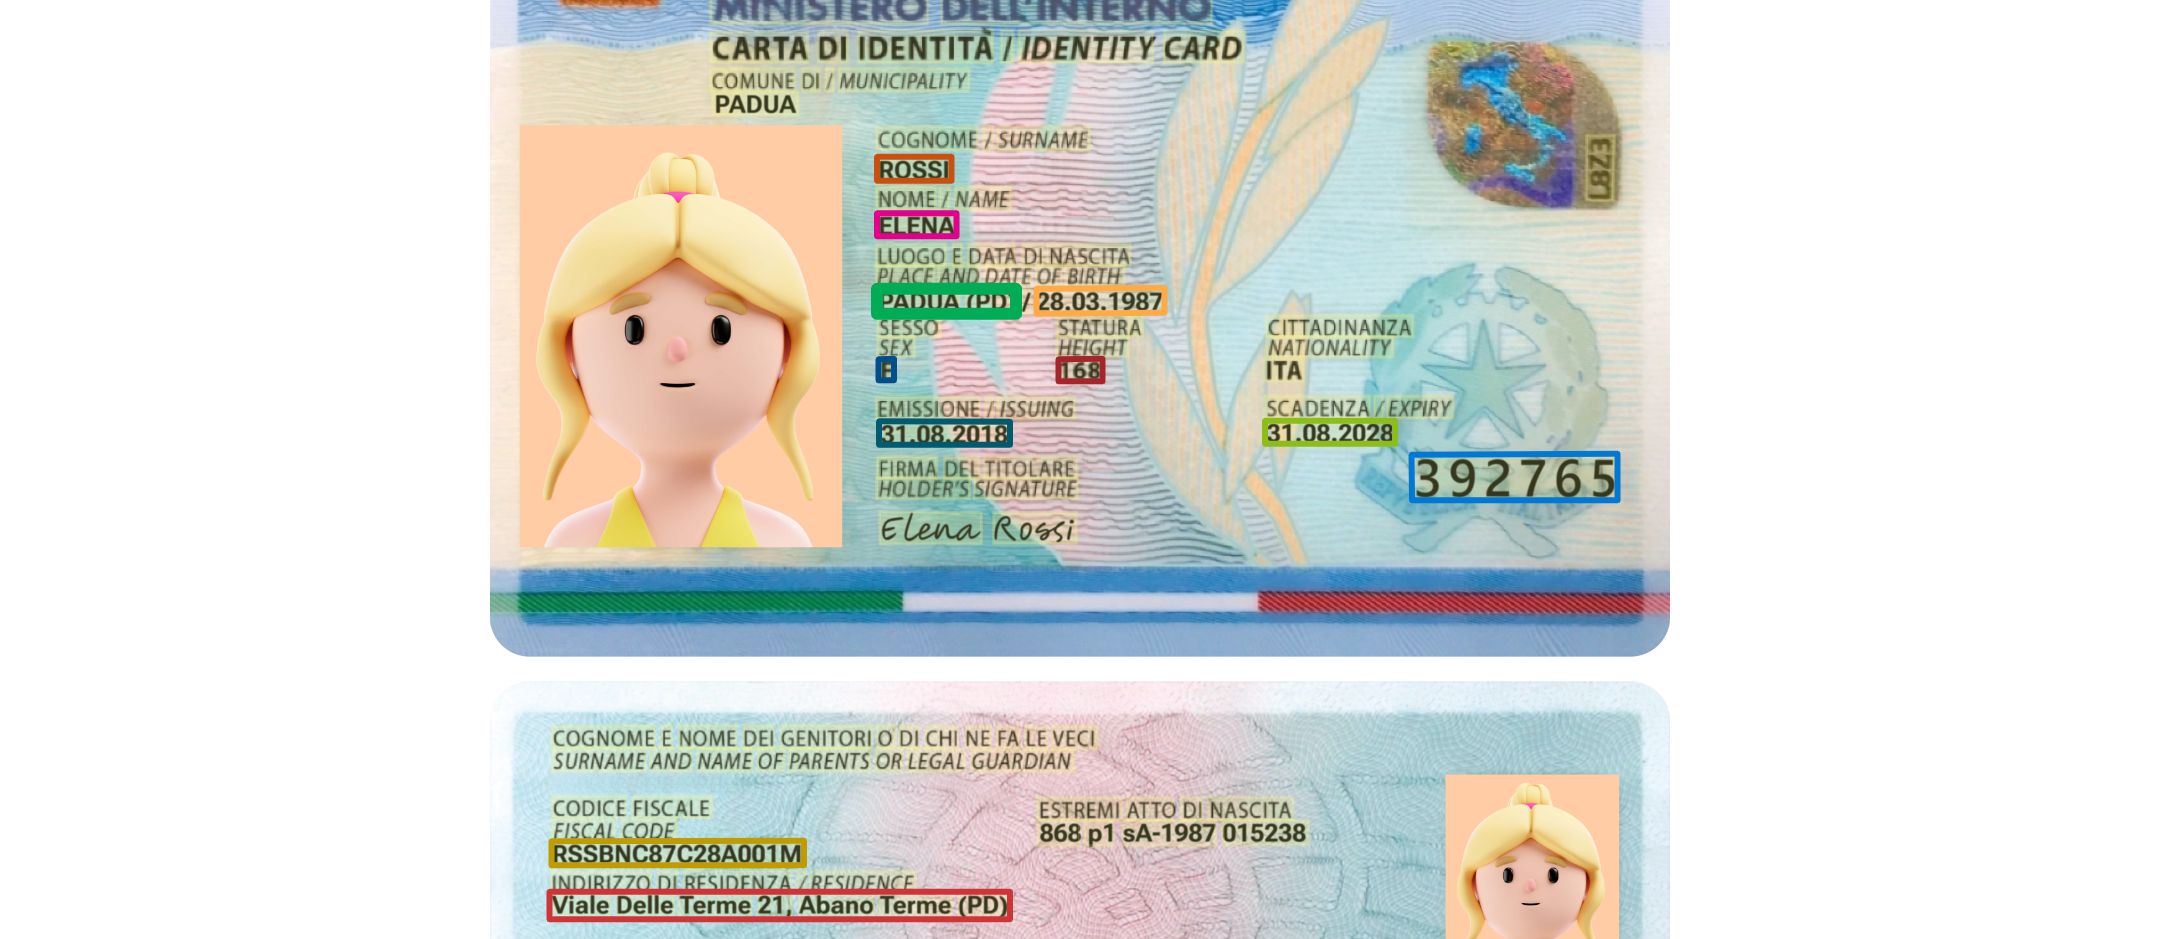 MINISTERO DELL'INTERNO
CARTA DI IDENTITÀ / IDENTITY CARD
COMUNE DI / MUNICIPALITY
PADUA
COGNOME / SURNAME
ROSSI
NOME / NAME
ELENA
LUOGO E DATA DI NASCITA
PLACE AND DATE OF BIRTH
PADUA (PD) / 28.03.1987
SESSO
SEX
F
STATURA
HEIGHT
168
CITTADINANZA
NATIONALITY
ITA
EMISSIONE / ISSUING
31.08.2018
SCADENZA / EXPIRY
31.08.2028
FIRMA DEL TITOLARE
HOLDER'S SIGNATURE
Elena Rossi
392765
COGNOME E NOME DEI GENITORI O DI CHI NE FA LE VECI
SURNAME AND NAME OF PARENTS OR LEGAL GUARDIAN
CODICE FISCALE
FISCAL CODE
RSSBNC87C28A001M
ESTREMI ATTO DI NASCITA
868 p1 sA-1987 015238
INDIRIZZO DI RESIDENZA / RESIDENCE
Viale Delle Terme 21, Abano Terme (PD)